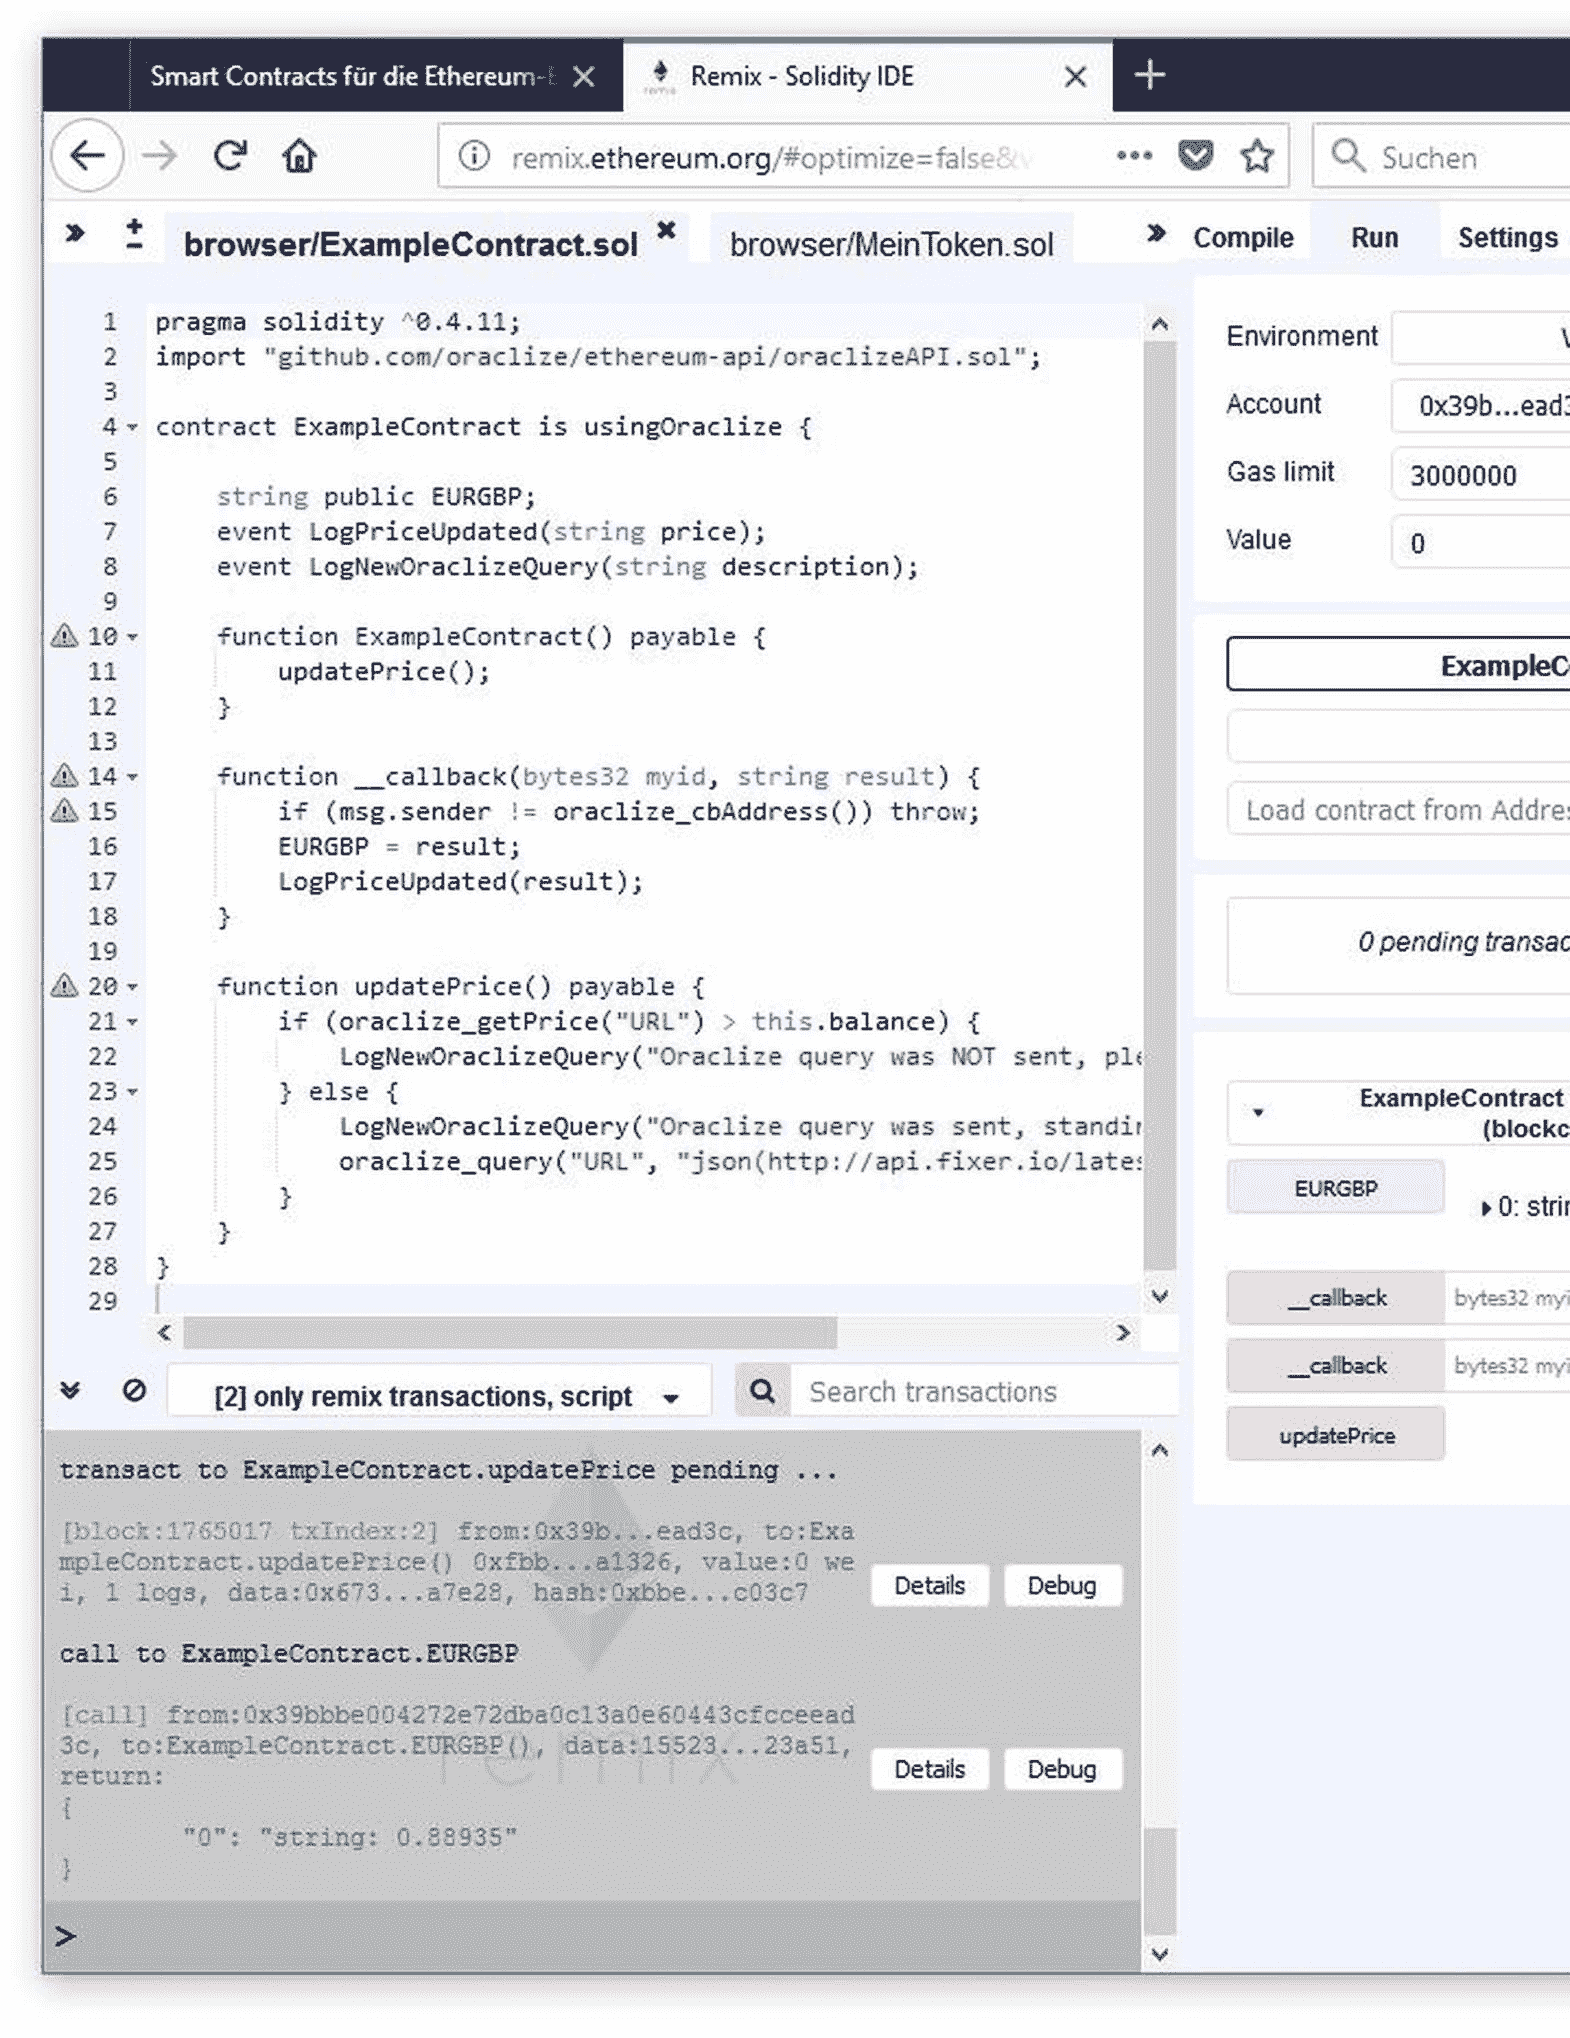 Smart Contracts für die Ethereum-
Remix - Solidity IDE
remix.ethereum.org/#optimize=false&
Suchen
browser/ExampleContract.sol
browser/MeinToken.sol
Compile
Run
Settings
1 pragma solidity ^0.4.11;
2 import "github.com/oraclize/ethereum-api/oraclizeAPI.sol";
3
4 contract ExampleContract is usingOraclize {
5
6 string public EURGBP;
7 event LogPriceUpdated(string price);
8 event LogNewOraclizeQuery(string description);
9
10 function ExampleContract() payable {
11 updatePrice();
12 }
13
14 function __callback(bytes32 myid, string result) {
15 if (msg.sender != oraclize_cbAddress()) throw;
16 EURGBP = result;
17 LogPriceUpdated(result);
18 }
19
20 function updatePrice() payable {
21 if (oraclize_getPrice("URL") > this.balance) {
22 LogNewOraclizeQuery("Oraclize query was NOT sent,
23 } else {
24 LogNewOraclizeQuery("Oraclize query was sent,
25 oraclize_query("URL", "json(http://api.fixer.io/
26 }
27 }
28 }
29
Environment
Account 0x39b...ead3
Gas limit 3000000
Value 0
ExampleC
Load contract from
0 pending
ExampleContract
EURGBP
0:
__callback bytes32
__callback bytes32
updatePrice
[2] only remix transactions, script
Search transactions
transact to ExampleContract.updatePrice pending ...
[block:1765017 txIndex:2] from:0x39b...ead3c, to:Exa
mpleContract.updatePrice() 0xfbb...a1326, value:0 we
i, 1 logs, data:0x673...a7e28, hash:0xbbe...c03c7
Details
Debug
call to ExampleContract.EURGBP
[call] from:0x39bbbe004272e72dba0c13a0e60443cfcceead
3c, to:ExampleContract.EURGBP(), data:15523...23a51,
return:
{
"0": "string: 0.88935"
}
Details
Debug
remix
>